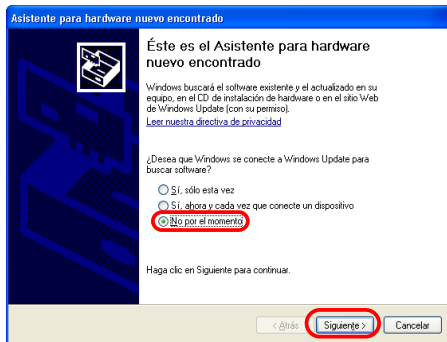 Asistente para hardware nuevo encontrado
Éste es el Asistente para hardware
nuevo encontrado
Windows buscará el software existente y el actualizado en su
equipo, en el CD de instalación de hardware o en el sitio Web
de Windows Update (con su permiso).
Leer nuestra directiva de privacidad
¿Desea que Windows se conecte a Windows Update para
buscar software?
Sí, sólo esta vez
Sí, ahora y cada vez que conecte un dispositivo
No por el momento
Haga clic en Siguiente para continuar.
< Atrás Siguiente > Cancelar